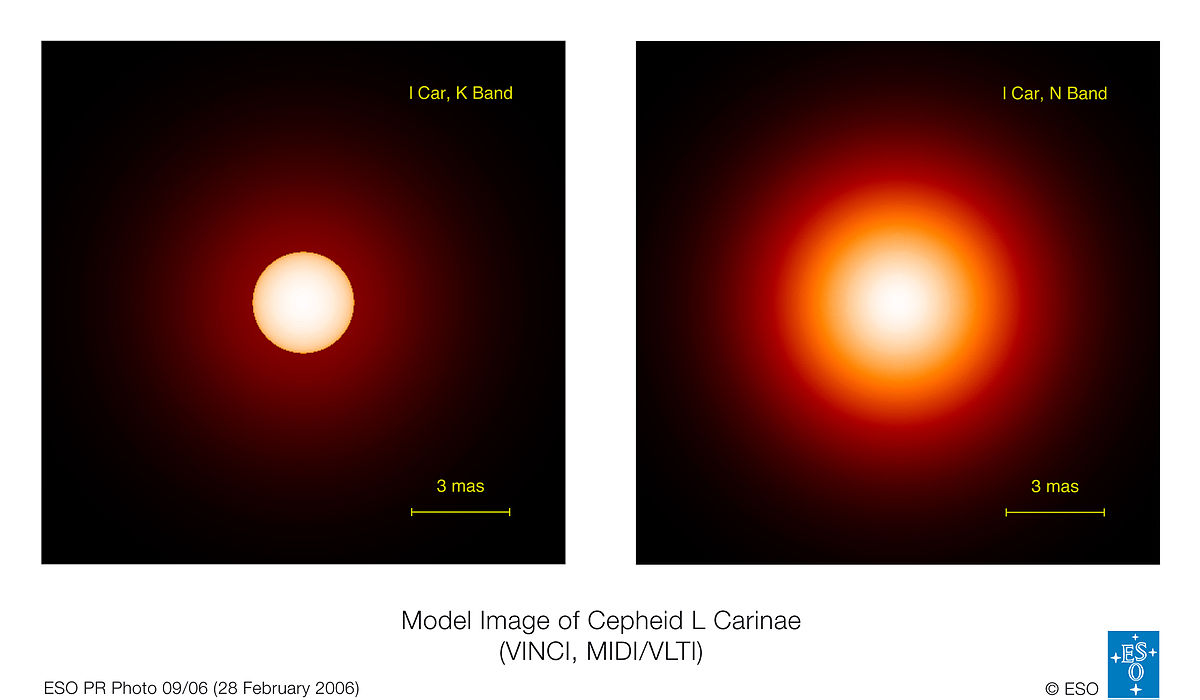 l Car, K Band
l Car, N Band
3 mas
3 mas
Model Image of Cepheid L Carinae
(VINCI, MIDI/VLTI)
ESO PR Photo 09/06 (28 February 2006)
© ESO
ESO